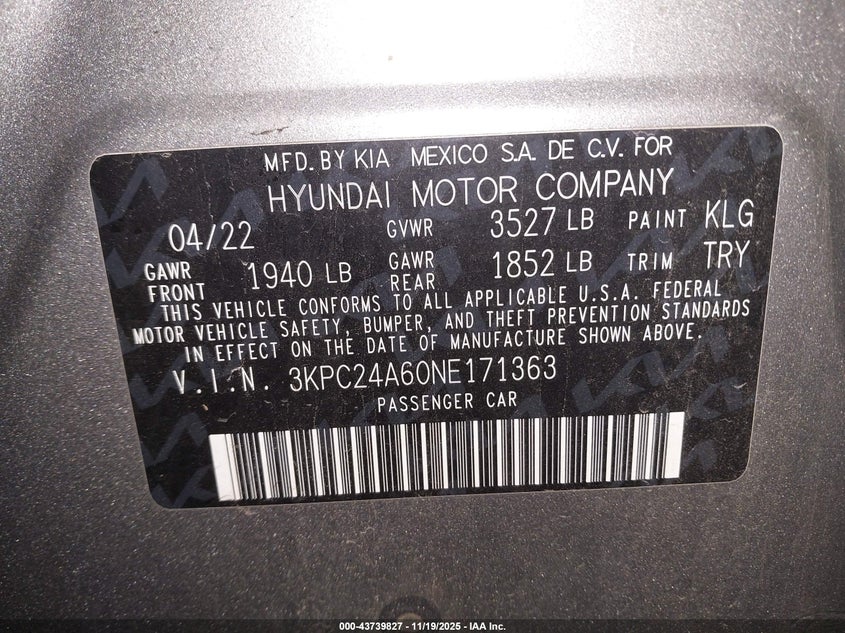 MFD. BY KIA MEXICO S.A. DE C.V. FOR
HYUNDAI MOTOR COMPANY
04/22 GVWR 3527 LB PAINT KLG
GAWR FRONT 1940 LB GAWR REAR 1852 LB TRIM TRY
THIS VEHICLE CONFORMS TO ALL APPLICABLE U.S.A. FEDERAL
MOTOR VEHICLE SAFETY, BUMPER, AND THEFT PREVENTION STANDARDS
IN EFFECT ON THE DATE OF MANUFACTURE SHOWN ABOVE.
V.I.N. 3KPC24A60NE171363
PASSENGER CAR
000-43739827 - 11/19/2025 - IAA Inc.